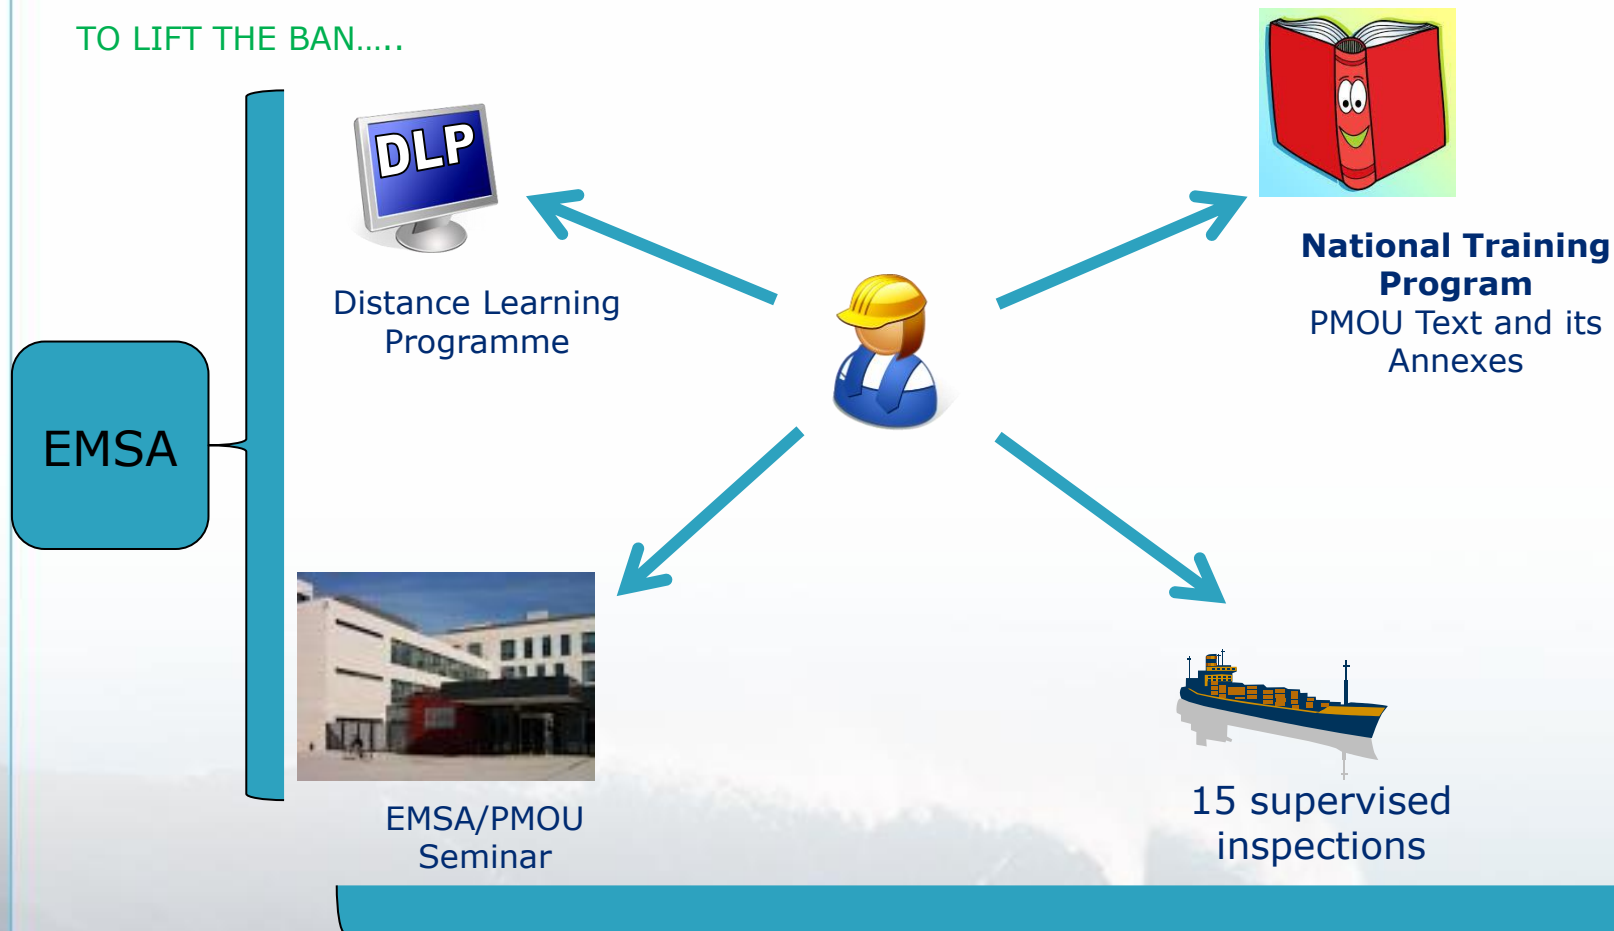 TO LIFT THE BAN.....
DLP
Distance Learning
Programme
National Training
Program
PMOU Text and its
Annexes
EMSA
EMSA/PMOU
Seminar
15 supervised
inspections